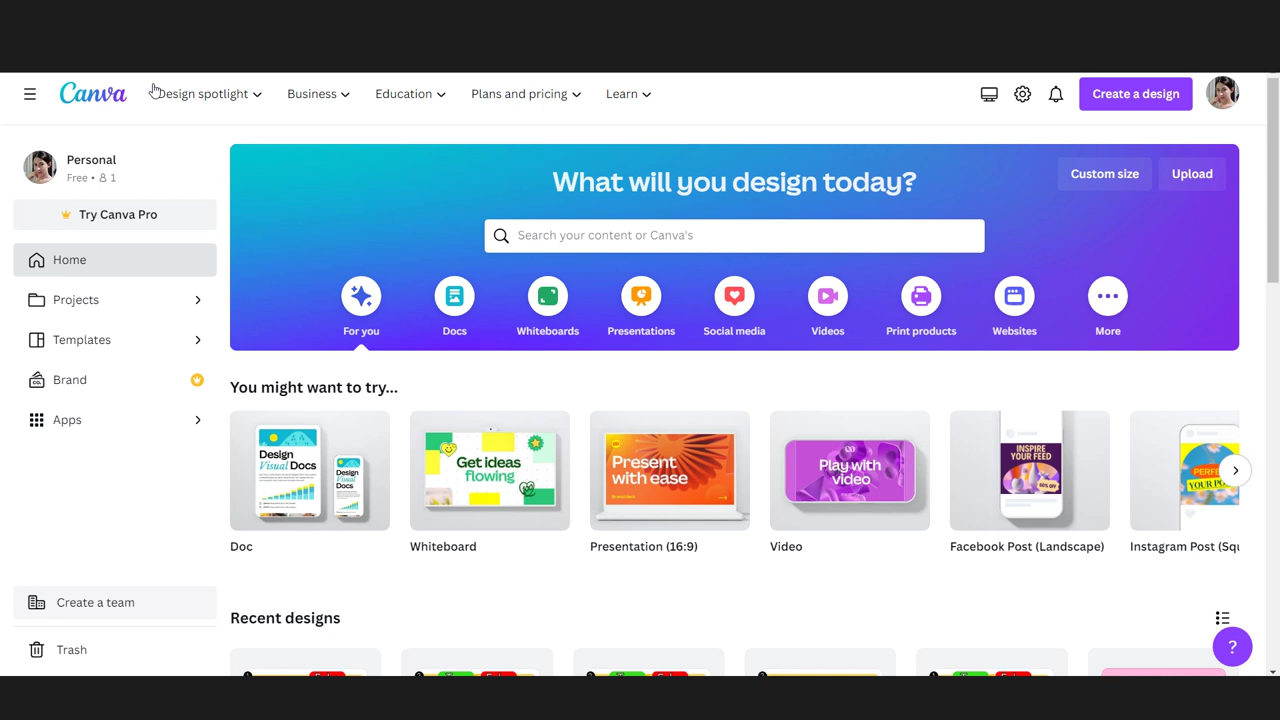 Canva
Design spotlight
Business
Education
Plans and pricing
Learn
Create a design
Personal
Free • 1
Try Canva Pro
Home
Projects
Templates
Brand
Apps
Create a team
Trash
What will you design today?
Custom size
Upload
Search your content or Canva's
For you
Docs
Whiteboards
Presentations
Social media
Videos
Print products
Websites
More
You might want to try...
Design
Visual Docs
Design
Visual
Docs
Get ideas
flowing
Present
with ease
Play with
video
INSPIRE
YOUR FEED
Doc
Whiteboard
Presentation (16:9)
Video
Facebook Post (Landscape)
Instagram Post (Squ
Recent designs
?